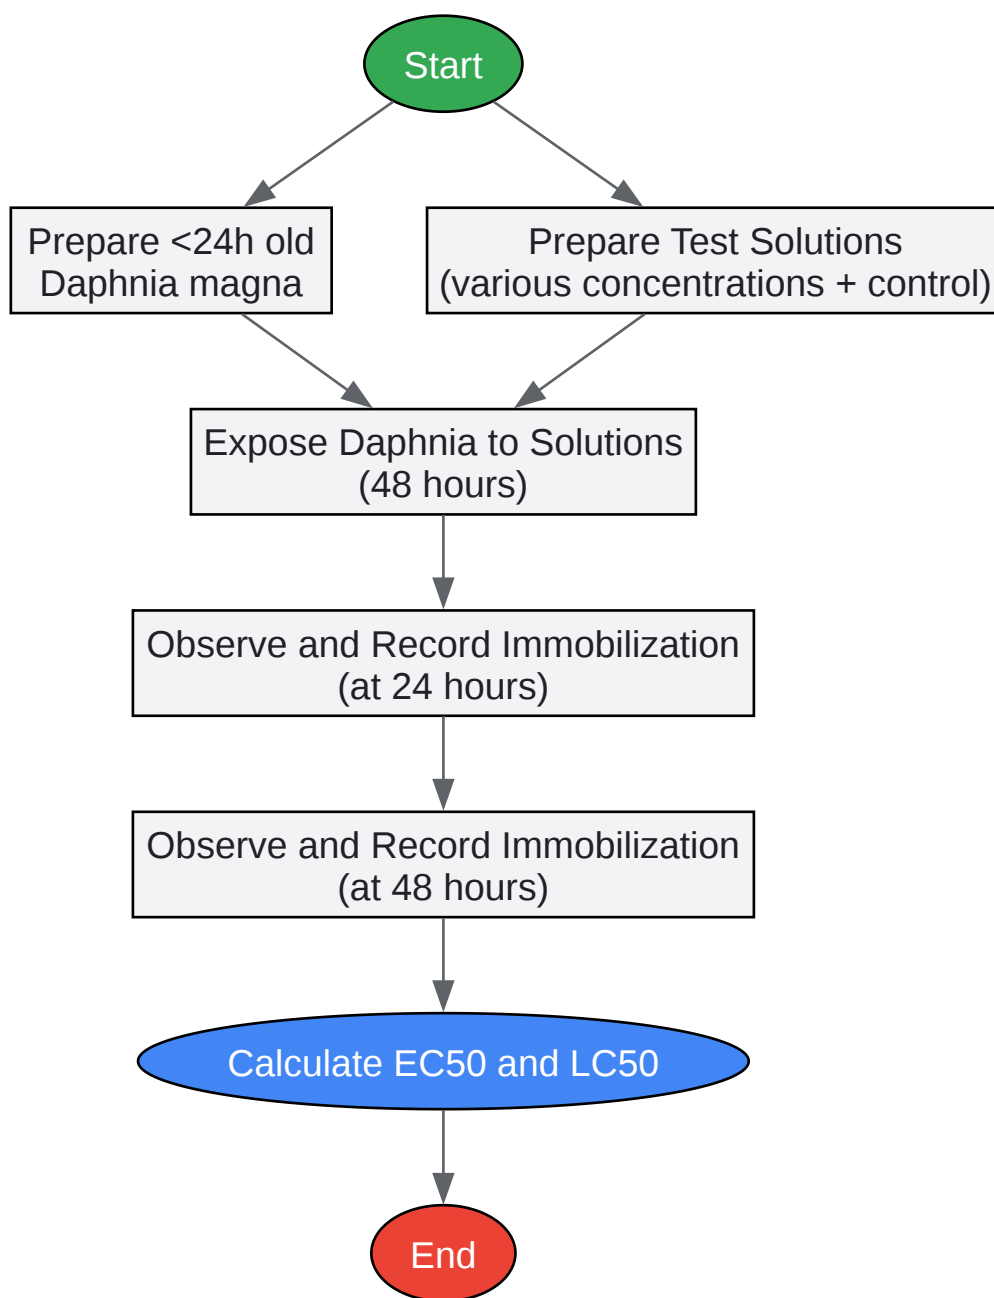 Start
Prepare <24h old
Daphnia magna
Prepare Test Solutions
(various concentrations + control)
Expose Daphnia to Solutions
(48 hours)
Observe and Record Immobilization
(at 24 hours)
Observe and Record Immobilization
(at 48 hours)
Calculate EC50 and LC50
End